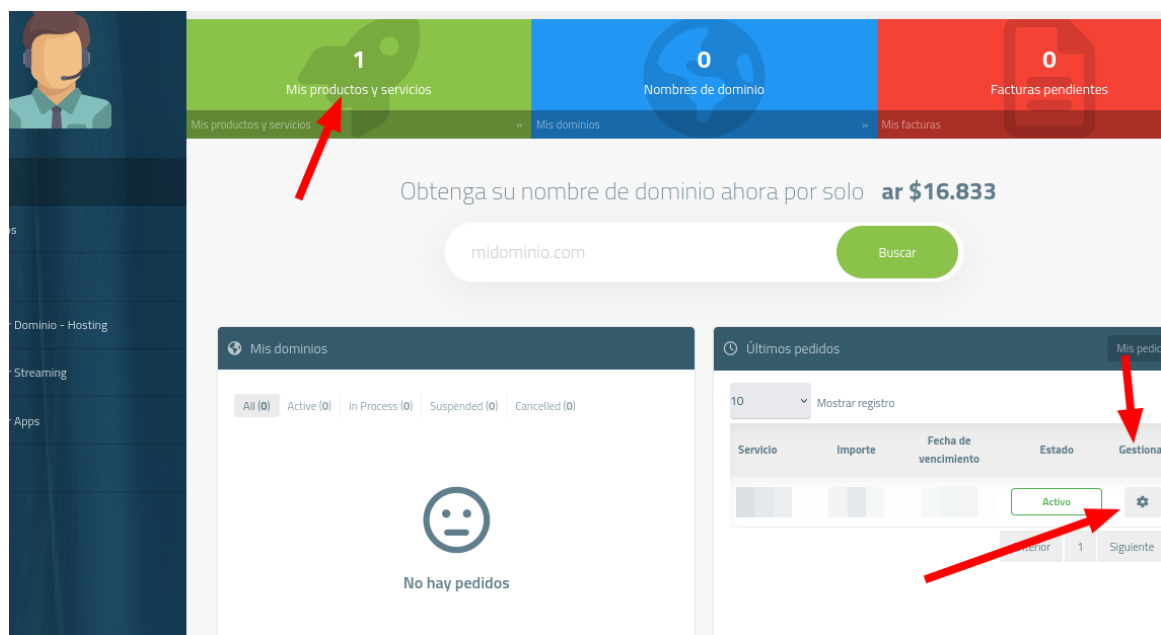 1
Mis productos y servicios
Mis productos y servicios »
0
Nombres de dominio
Mis dominios »
0
Facturas pendientes
Mis facturas
Obtenga su nombre de dominio ahora por solo ar $16.833
midominio.com
Buscar
Dominio - Hosting
Streaming
Apps
Mis dominios
All (0) Active (0) In Process (0) Suspended (0) Cancelled (0)
No hay pedidos
Últimos pedidos
Mis
10 Mostrar registro
Servicio Importe Fecha de vencimiento Estado
Activo
1 Siguiente